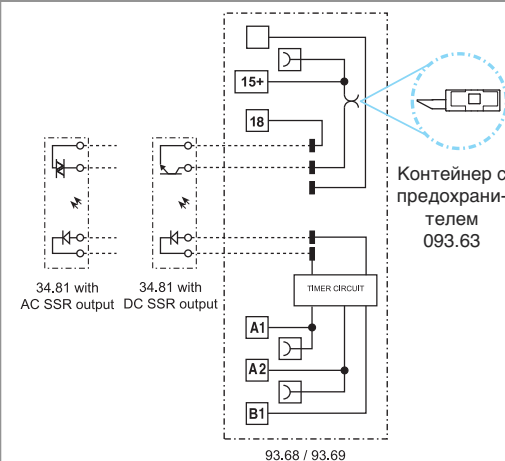 15+
18
Контейнер с
предохрани-
телем
093.63
34.81 with
AC SSR output
34.81 with
DC SSR output
TIMER CIRCUIT
A1
A2
B1
93.68 / 93.69